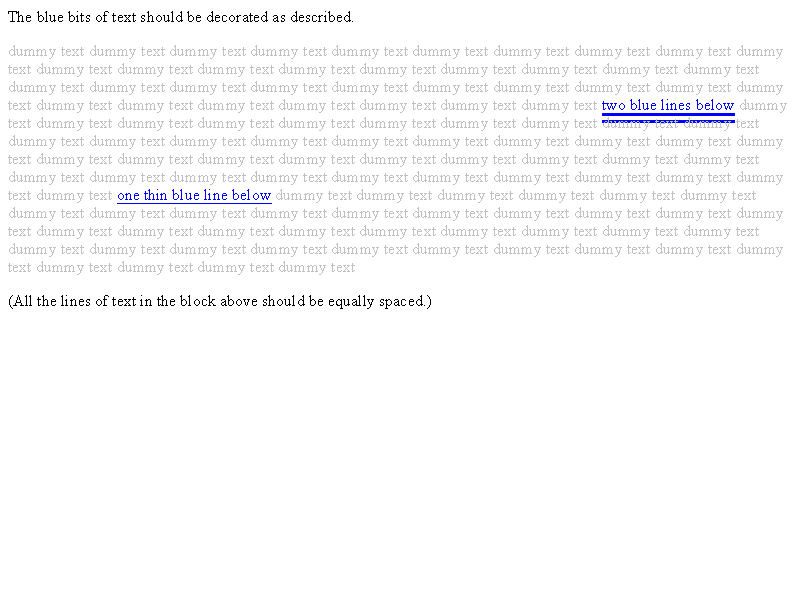 The blue bits of text should be decorated as described.
dummy text dummy text dummy text dummy text dummy text dummy text dummy text dummy text dummy text dummy
text dummy text dummy text dummy text dummy text dummy text dummy text dummy text dummy text dummy text
dummy text dummy text dummy text dummy text dummy text dummy text dummy text dummy text dummy text dummy
text dummy text dummy text dummy text dummy text dummy text dummy text dummy text two blue lines below dummy
text dummy text dummy text dummy text dummy text dummy text dummy text dummy text dummy text dummy text
dummy text dummy text dummy text dummy text dummy text dummy text dummy text dummy text dummy text dummy
text dummy text dummy text dummy text dummy text dummy text dummy text dummy text dummy text dummy text
dummy text dummy text dummy text dummy text dummy text dummy text dummy text dummy text dummy text dummy
text dummy text one thin blue line below dummy text dummy text dummy text dummy text dummy text dummy text
dummy text dummy text dummy text dummy text dummy text dummy text dummy text dummy text dummy text dummy
text dummy text dummy text dummy text dummy text dummy text dummy text dummy text dummy text dummy text
dummy text dummy text dummy text dummy text dummy text dummy text dummy text dummy text dummy text dummy
text dummy text dummy text dummy text dummy text
(All the lines of text in the block above should be equally spaced.)